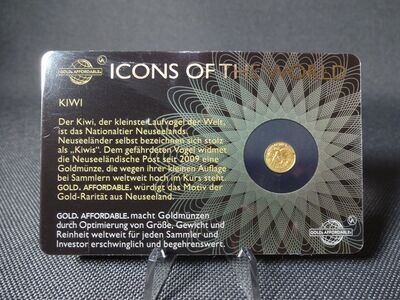 GOLD. AFFORDABLE.
ICONS OF THE WORLD
KIWI
Der Kiwi, der kleinste Laufvogel der Welt,
ist das Nationaltier Neuseelands.
Neuseeländer selbst bezeichnen sich stolz
als „Kiwis“. Dem gefährdeten Vogel widmet
die Neuseeländische Post seit 2009 eine
Goldmünze, die wegen ihrer kleinen Auflage
bei Sammlern weltweit hoch im Kurs steht
GOLD. AFFORDABLE. würdigt das Motiv der
Gold-Rarität aus Neuseeland.
GOLD. AFFORDABLE. macht Goldmünzen
durch Optimierung von Größe, Gewicht und
Reinheit weltweit für jeden Sammler und
Investor erschwinglich und begehrenswert.
GOLD. AFFORDABLE.